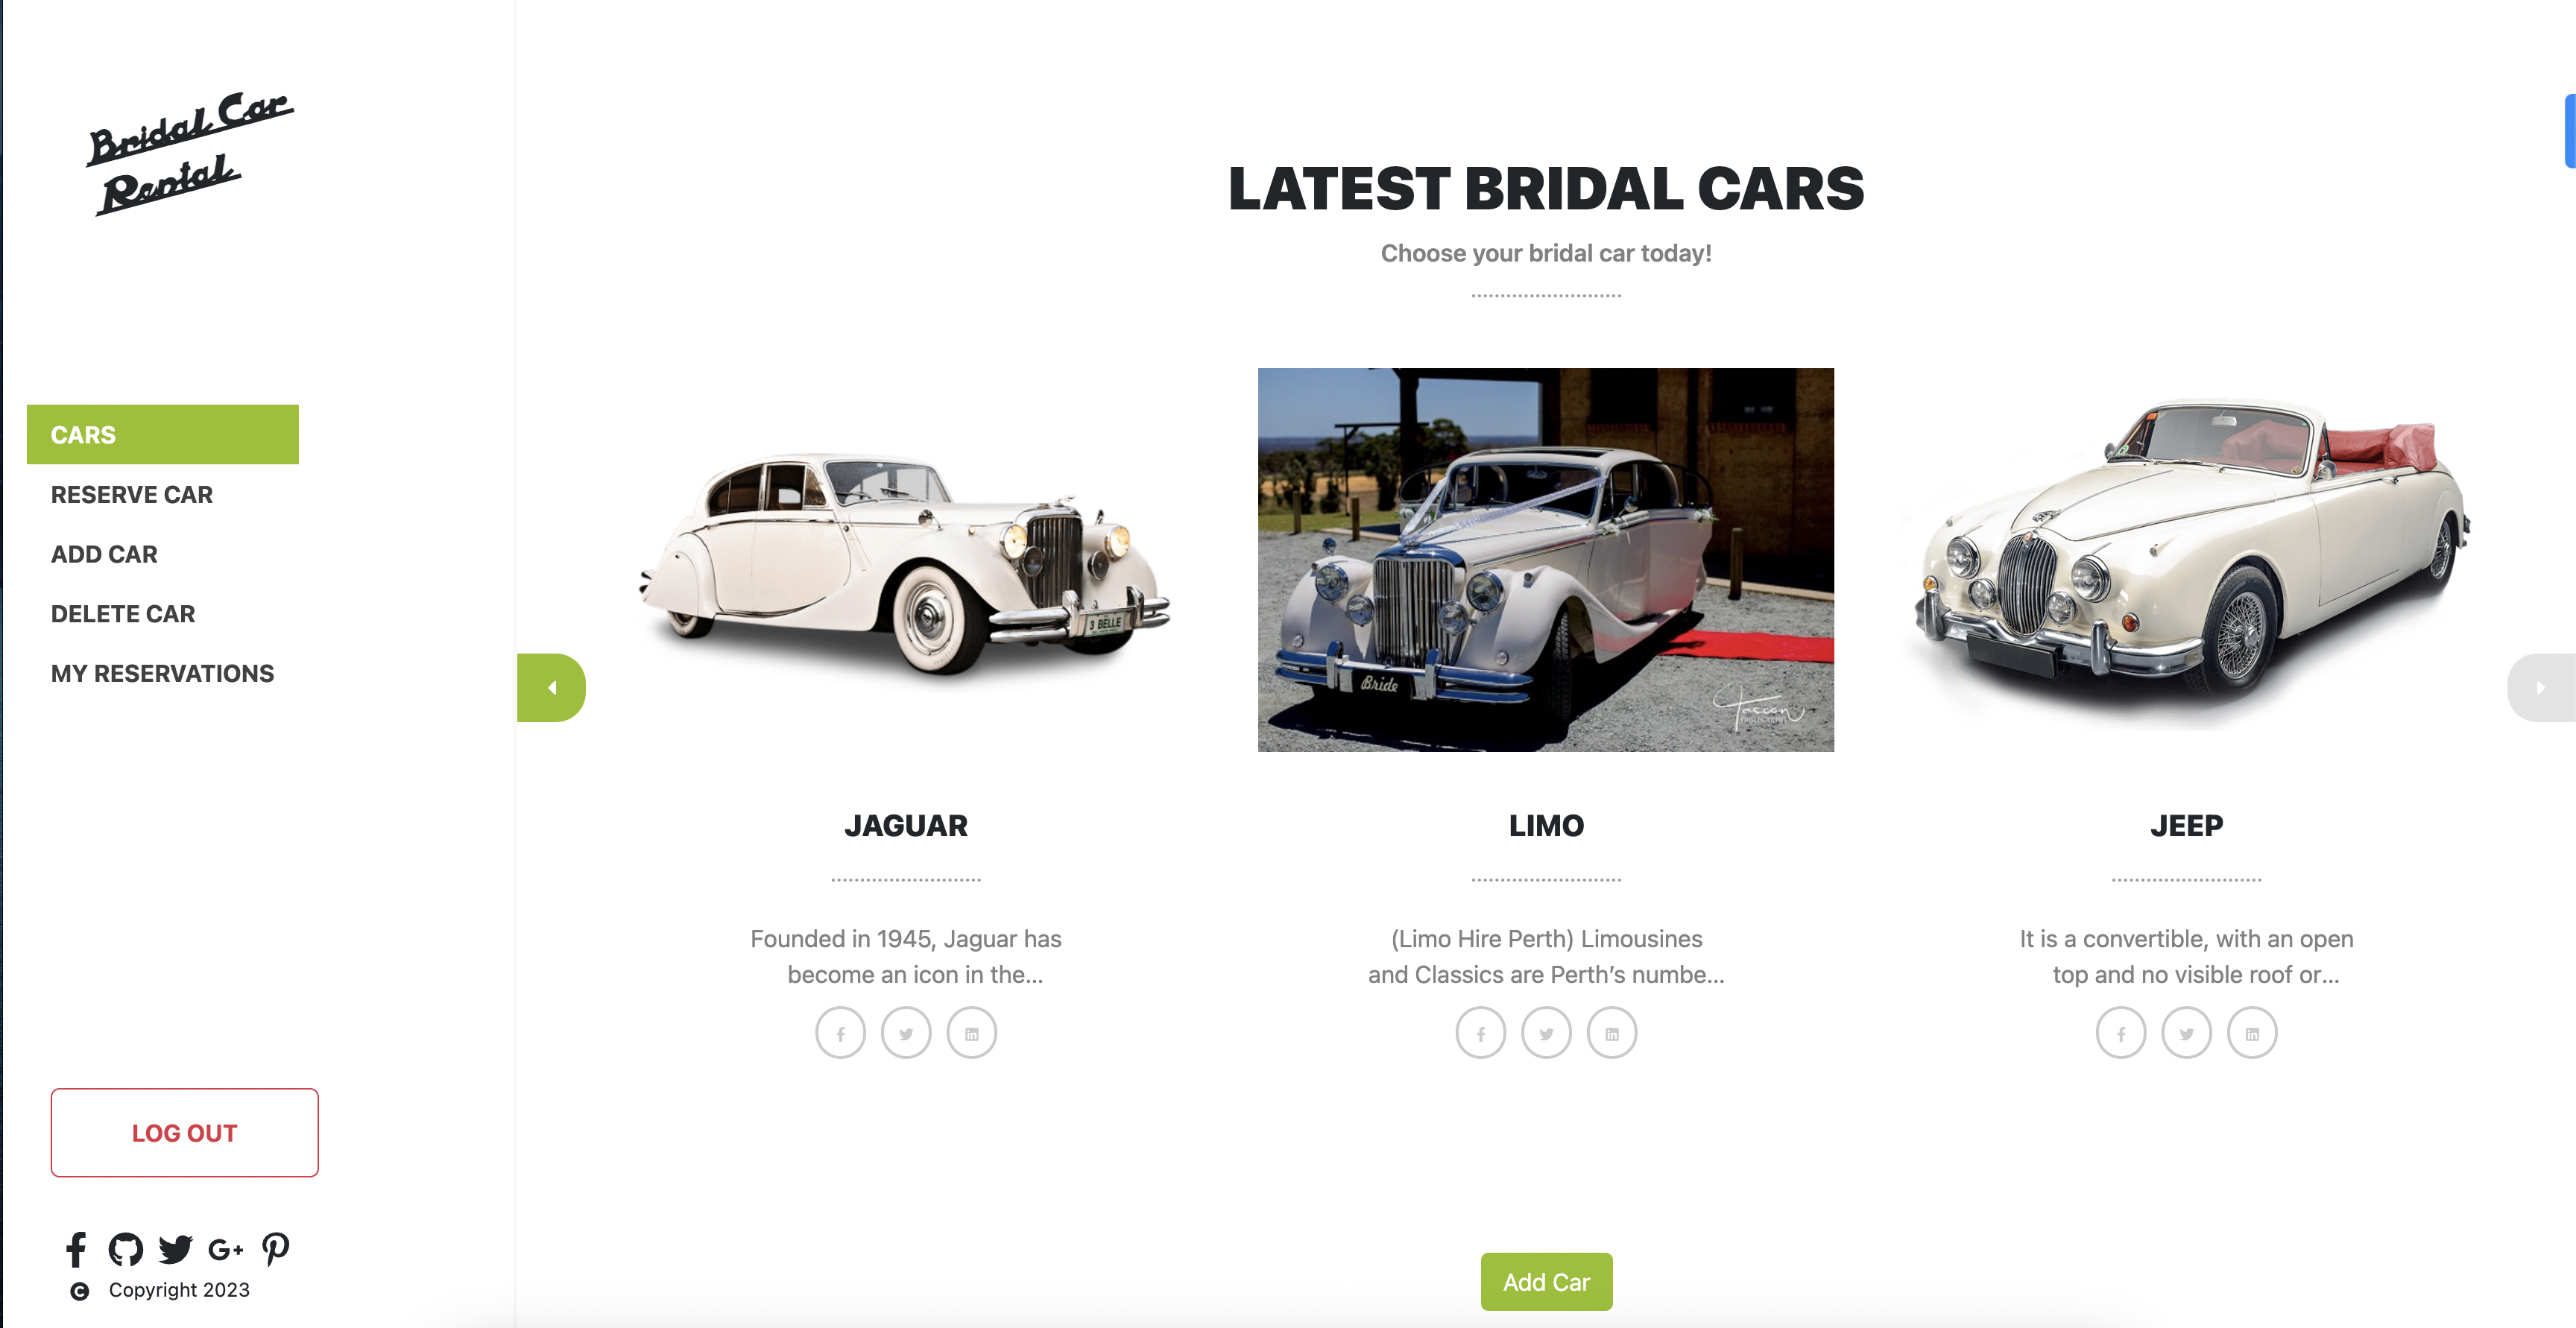 Bridal Car
Rental
CARS
RESERVE CAR
ADD CAR
DELETE CAR
MY RESERVATIONS
LOG OUT
G+
Copyright 2023
LATEST BRIDAL CARS
Choose your bridal car today!
3 BELLE
Bride
JAGUAR
LIMO
JEEP
Founded in 1945, Jaguar has
become an icon in the...
(Limo Hire Perth) Limousines
and Classics are Perth’s numbe...
It is a convertible, with an open
top and no visible roof or...
Add Car